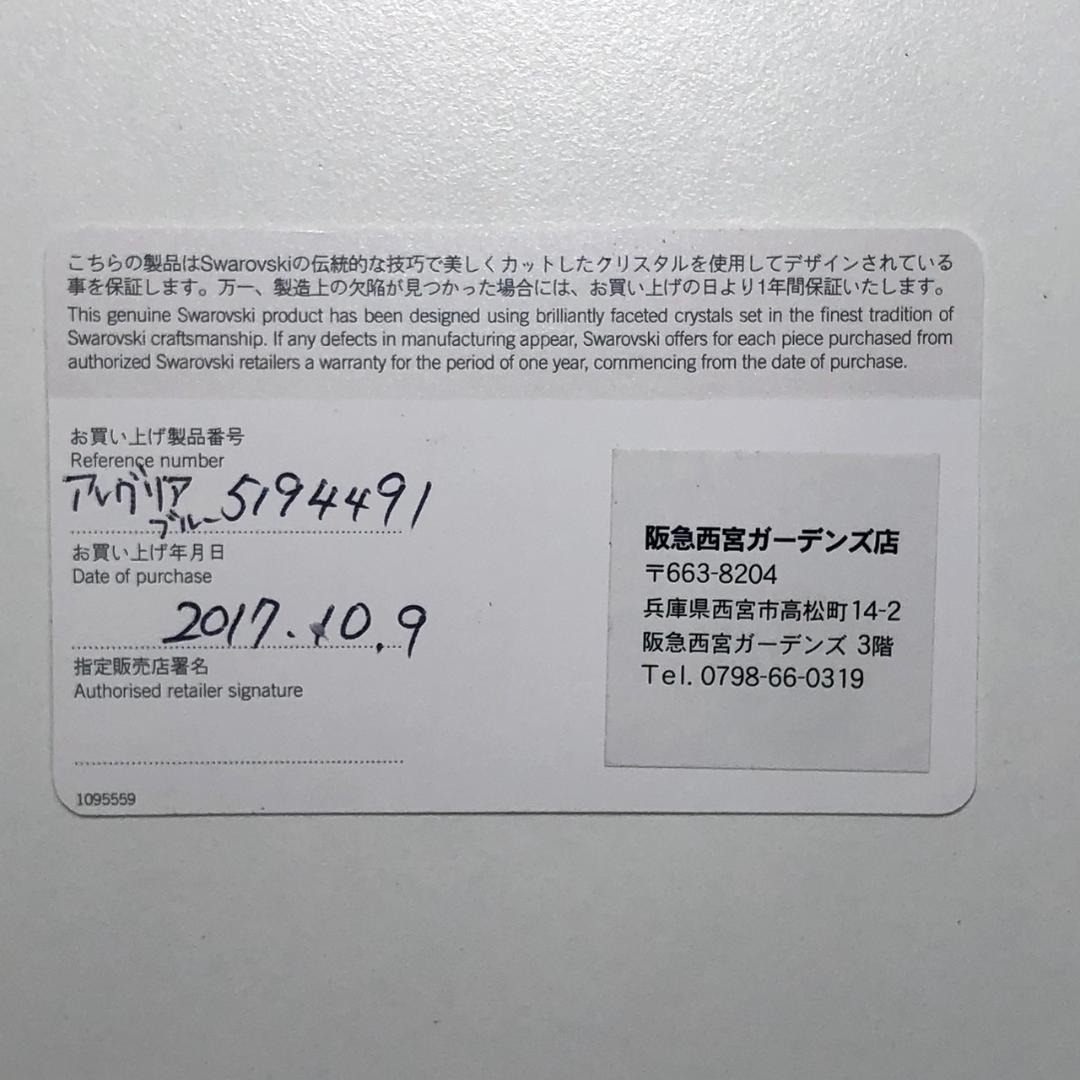 こちらの製品はSwarovskiの伝統的な技巧で美しくカットしたクリスタルを使用してデザインされている
事を保証します。万一、製造上の欠陥が見つかった場合には、お買い上げの日より1年間保証いたします。
This genuine Swarovski product has been designed using brilliantly faceted crystals set in the finest tradition of
Swarovski craftsmanship. If any defects in manufacturing appear, Swarovski offers for each piece purchased from
authorized Swarovski retailers a warranty for the period of one year, commencing from the date of purchase.
お買い上げ製品番号
Reference number
アレグリア 5194491
ブルー
お買い上げ年月日
Date of purchase
2017.10.9
指定販売店署名
Authorised retailer signature
1095559
阪急西宮ガーデンズ店
〒663-8204
兵庫県西宮市高松町14-2
阪急西宮ガーデンズ 3階
Tel. 0798-66-0319